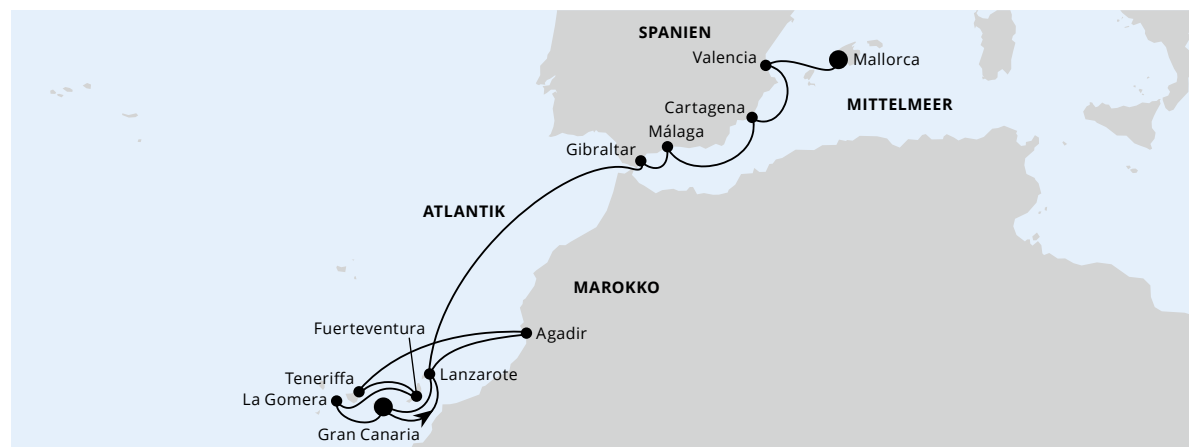 SPANIEN
Valencia
Mallorca
Cartagena
MITTELMEER
Málaga
Gibraltar
ATLANTIK
MAROKKO
Fuerteventura
Agadir
Teneriffa
Lanzarote
La Gomera
Gran Canaria